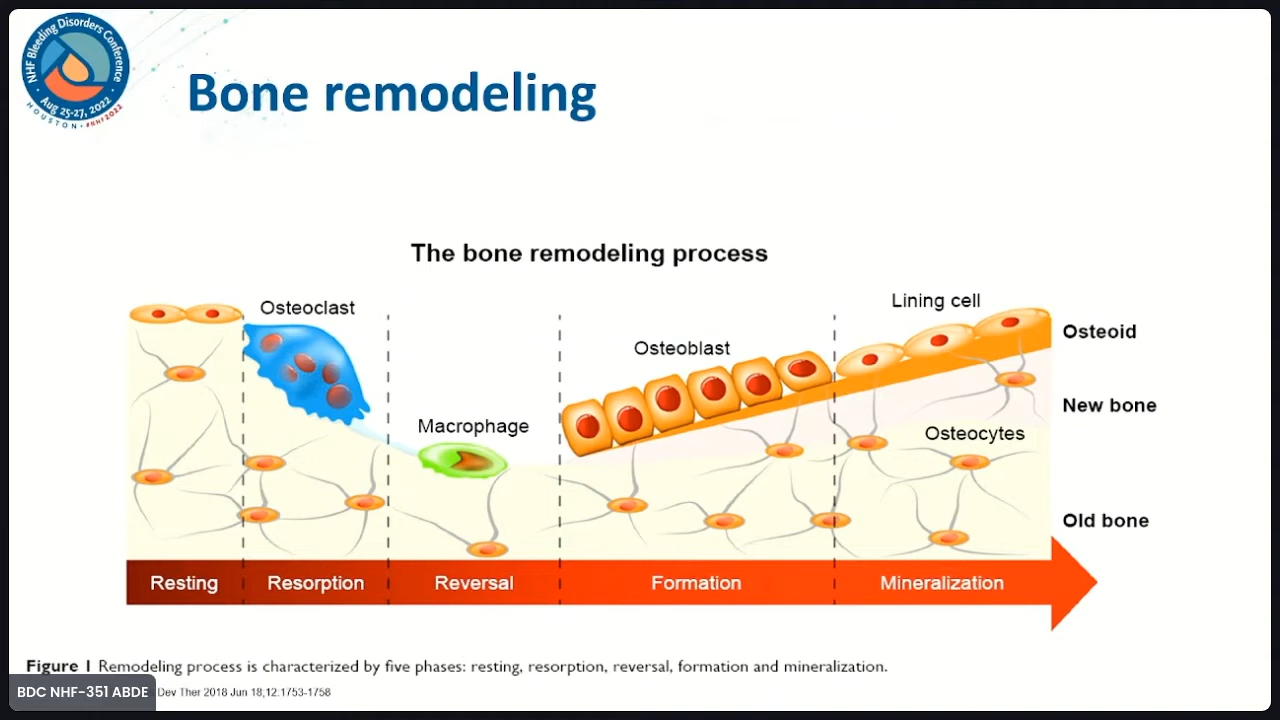 NHF Bleeding Disorders Conference
Aug 25-27, 2022
HOUSTON • #NHF2022
Bone remodeling
The bone remodeling process
Osteoclast
Macrophage
Osteoblast
Lining cell
Osteoid
New bone
Osteocytes
Old bone
Resting
Resorption
Reversal
Formation
Mineralization
Figure 1 Remodeling process is characterized by five phases: resting, resorption, reversal, formation and mineralization.
BDC NHF-351 ABDE
Dev Ther 2018 Jun 18,12.1753-1758